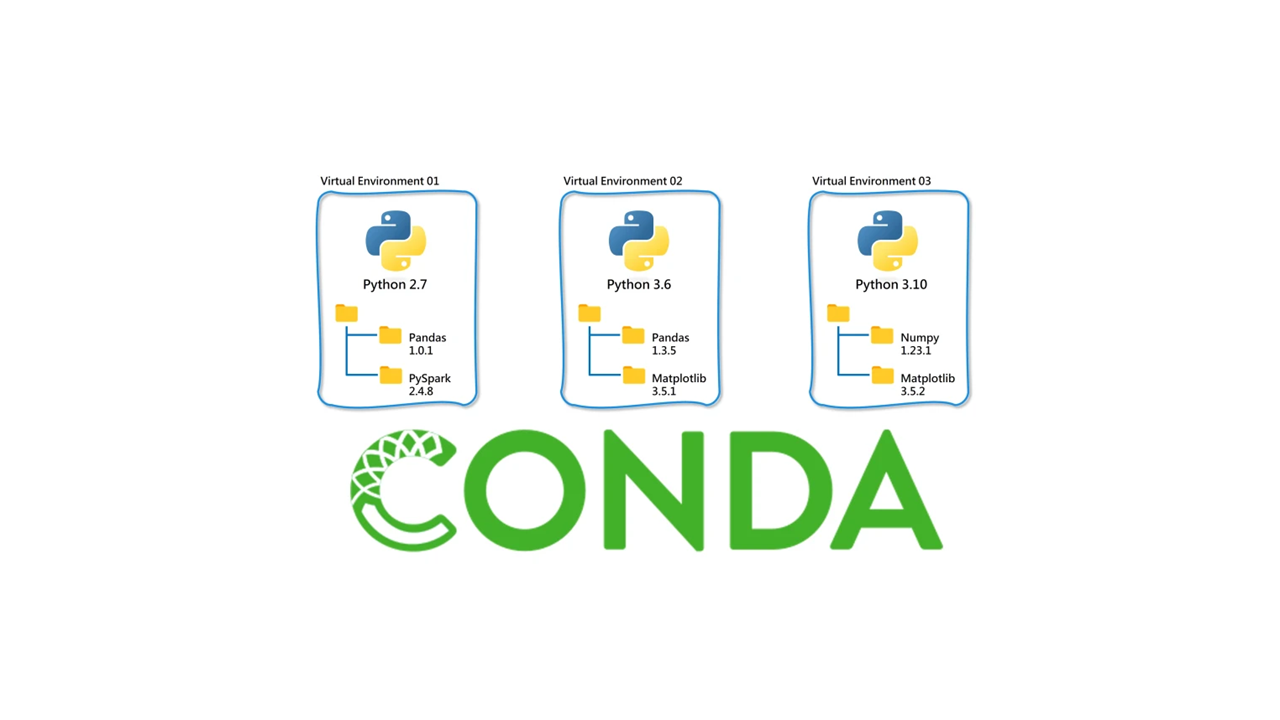 Virtual Environment 01
Python 2.7
Pandas
1.0.1
PySpark
2.4.8
Virtual Environment 02
Python 3.6
Pandas
1.3.5
Matplotlib
3.5.1
Virtual Environment 03
Python 3.10
Numpy
1.23.1
Matplotlib
3.5.2
CONDA